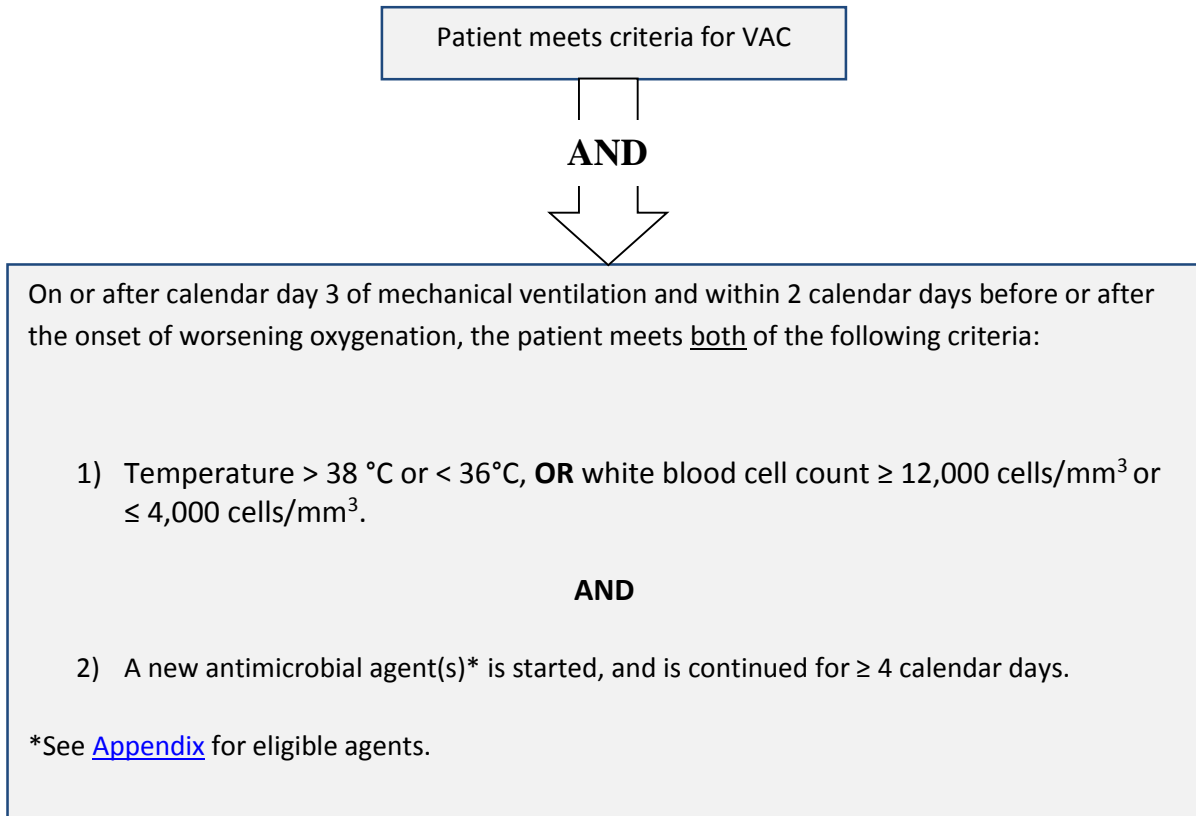 Patient meets criteria for VAC
AND
On or after calendar day 3 of mechanical ventilation and within 2 calendar days before or after
the onset of worsening oxygenation, the patient meets both of the following criteria:
1) Temperature > 38 °C or < 36°C, OR white blood cell count ≥ 12,000 cells/mm³ or
≤ 4,000 cells/mm³.
AND
2) A new antimicrobial agent(s)* is started, and is continued for ≥ 4 calendar days.
*See Appendix for eligible agents.